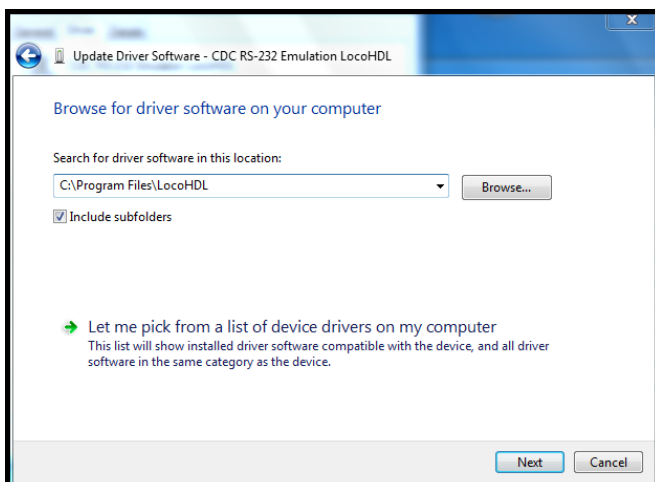 Update Driver Software - CDC RS-232 Emulation LocoHDL
Browse for driver software on your computer
Search for driver software in this location:
C:\Program Files\LocoHDL
Browse...
Include subfolders
Let me pick from a list of device drivers on my computer
This list will show installed driver software compatible with the device, and all driver
software in the same category as the device.
Next
Cancel